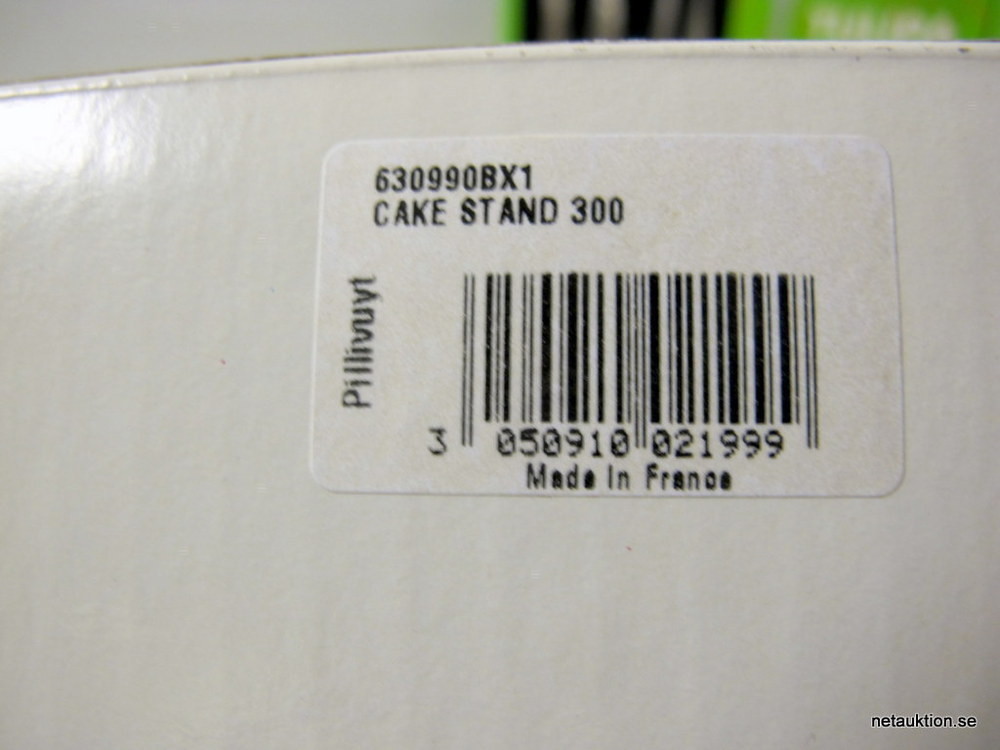 630990BX1
CAKE STAND 300
Pillivuyt
3 050910 021999
Made In France
netauktion.se